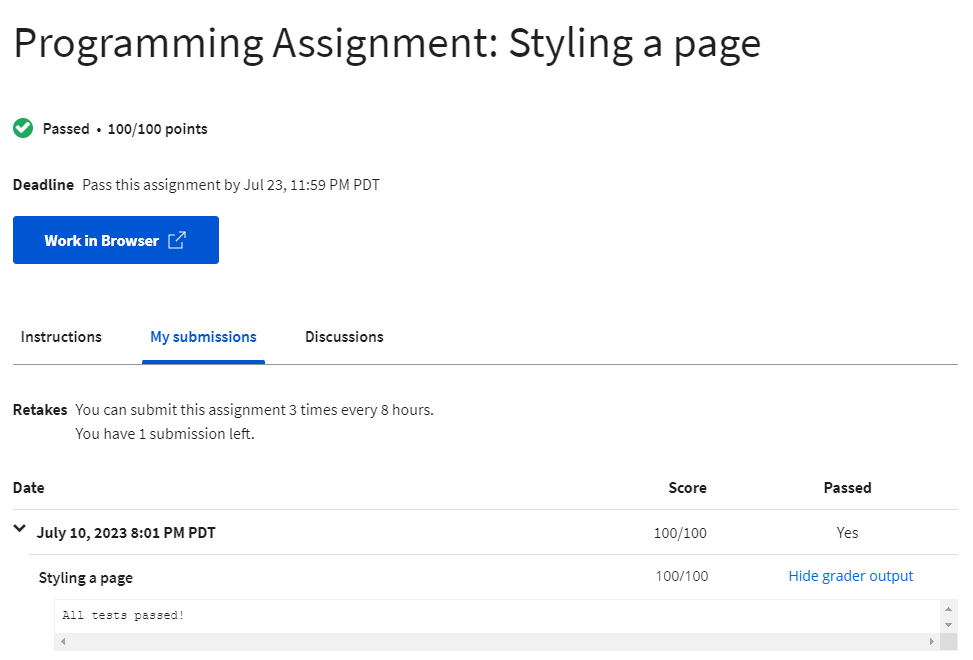 Programming Assignment: Styling a page
Passed • 100/100 points
Deadline Pass this assignment by Jul 23, 11:59 PM PDT
Work in Browser
Instructions My submissions Discussions
Retakes You can submit this assignment 3 times every 8 hours.
You have 1 submission left.
Date Score Passed
July 10, 2023 8:01 PM PDT 100/100 Yes
Styling a page 100/100 Hide grader output
All tests passed!